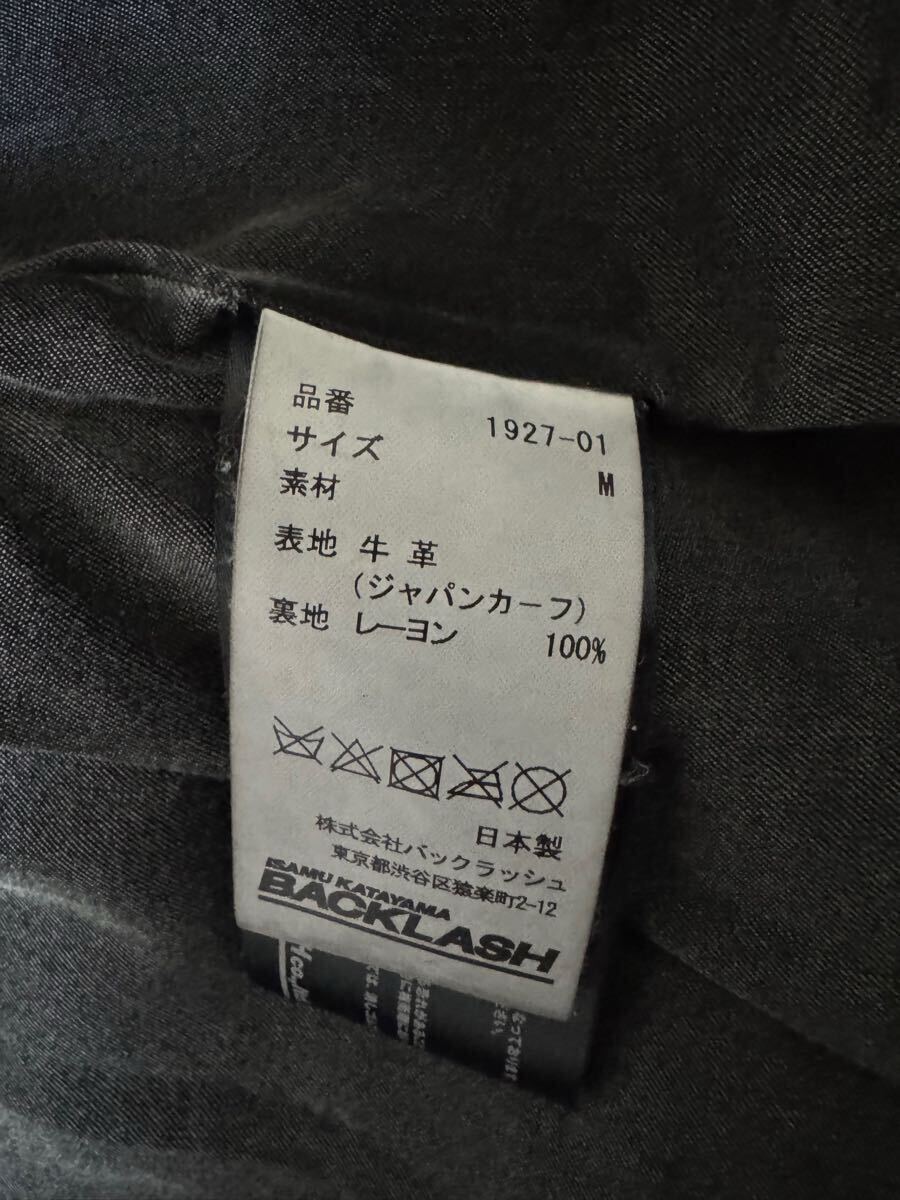 品番 1927-01
サイズ M
素材
表地 牛革
(ジャパンカーフ)
裏地 レーヨン 100%
日本製
株式会社バックラッシュ
東京都渋谷区猿楽町2-12
ISAMU KATAYAMA
BACKLASH